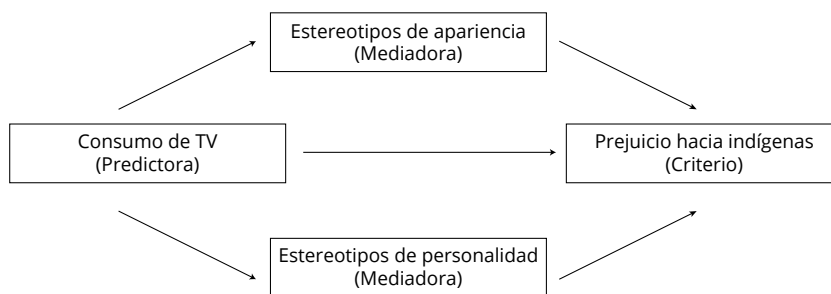 Estereotipos de apariencia
(Mediadora)
Consumo de TV
(Predictora)
Prejuicio hacia indígenas
(Criterio)
Estereotipos de personalidad
(Mediadora)